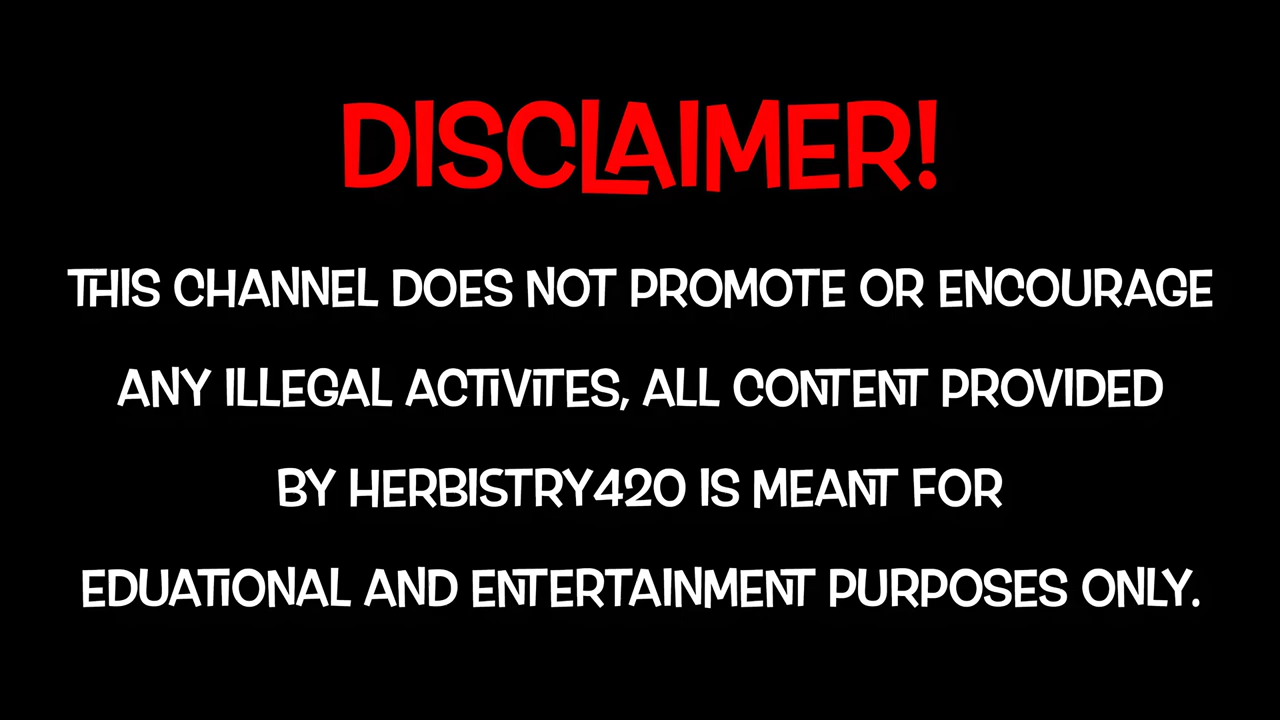 DISCLAIMER!
THIS CHANNEL DOES NOT PROMOTE OR ENCOURAGE
ANY ILLEGAL ACTIVITES, ALL CONTENT PROVIDED
BY HERBISTRY420 IS MEANT FOR
EDUATIONAL AND ENTERTAINMENT PURPOSES ONLY.